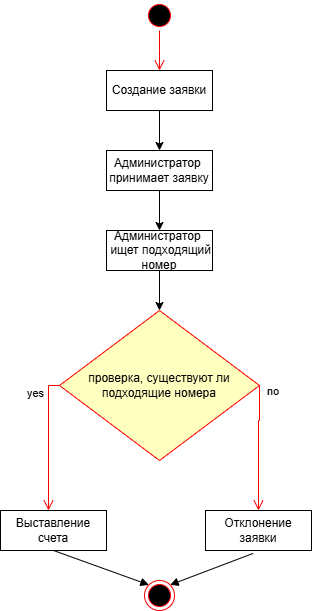 Создание заявки
Администратор
принимает заявку
Администратор
ищет подходящий
номер
проверка, существуют ли
подходящие номера
yes
no
Выставление
счета
Отклонение
заявки